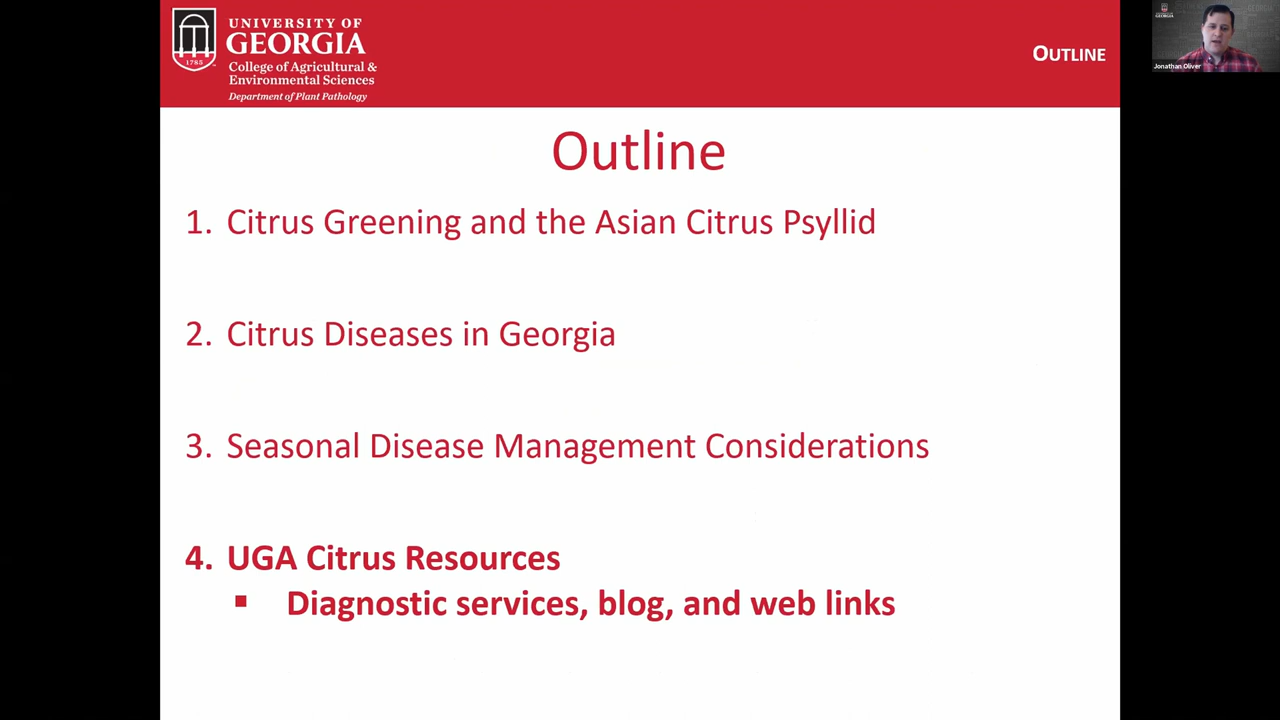 UNIVERSITY OF
GEORGIA
College of Agricultural &
Environmental Sciences
Department of Plant Pathology
1785
OUTLINE
Jonathan Oliver
Outline
1. Citrus Greening and the Asian Citrus Psyllid
2. Citrus Diseases in Georgia
3. Seasonal Disease Management Considerations
4. UGA Citrus Resources
▪ Diagnostic services, blog, and web links